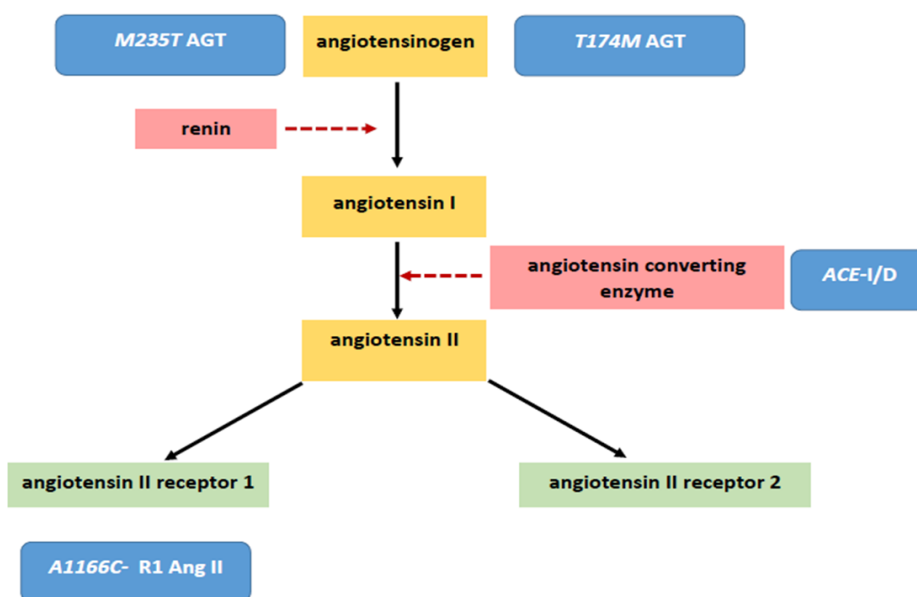 M235T AGT
angiotensinogen
T174M AGT
renin
angiotensin I
angiotensin converting
enzyme
ACE-I/D
angiotensin II
angiotensin II receptor 1
angiotensin II receptor 2
A1166C- R1 Ang II